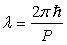 λ = 2πħ / P